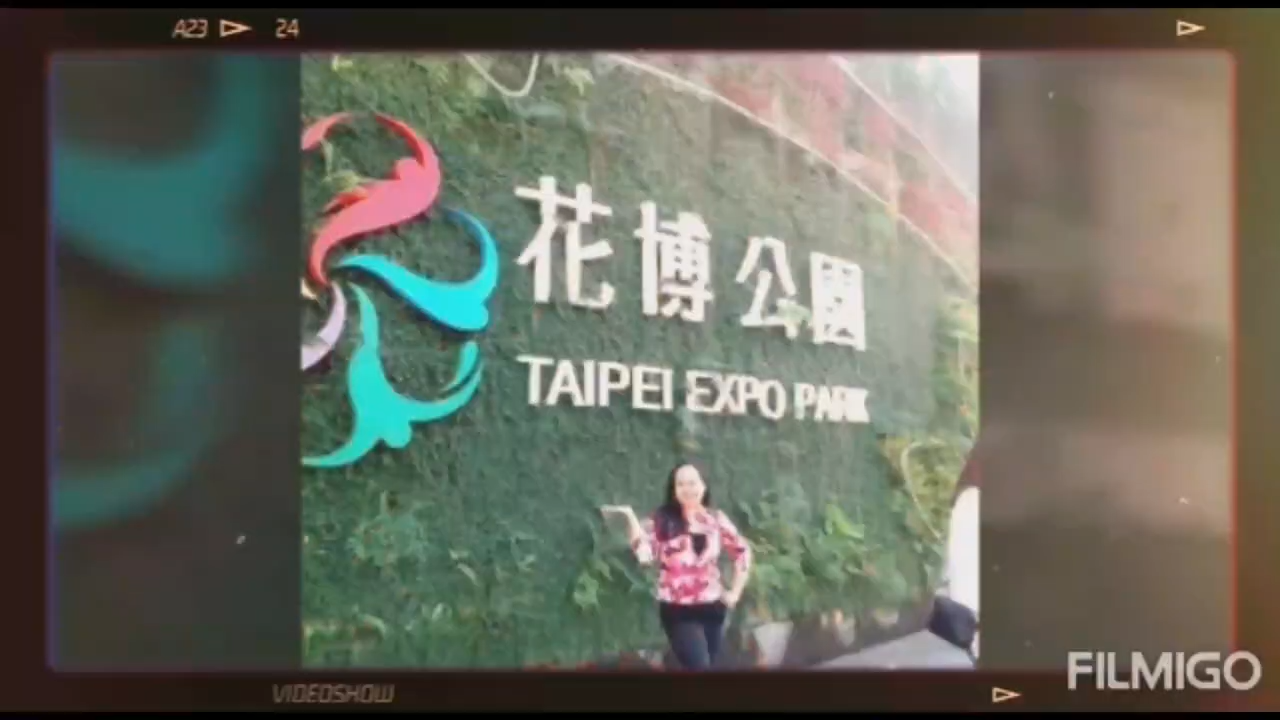 A23 24
花博公園
TAIPEI EXPO PARK
VIDEOSHOW
FILMIGO